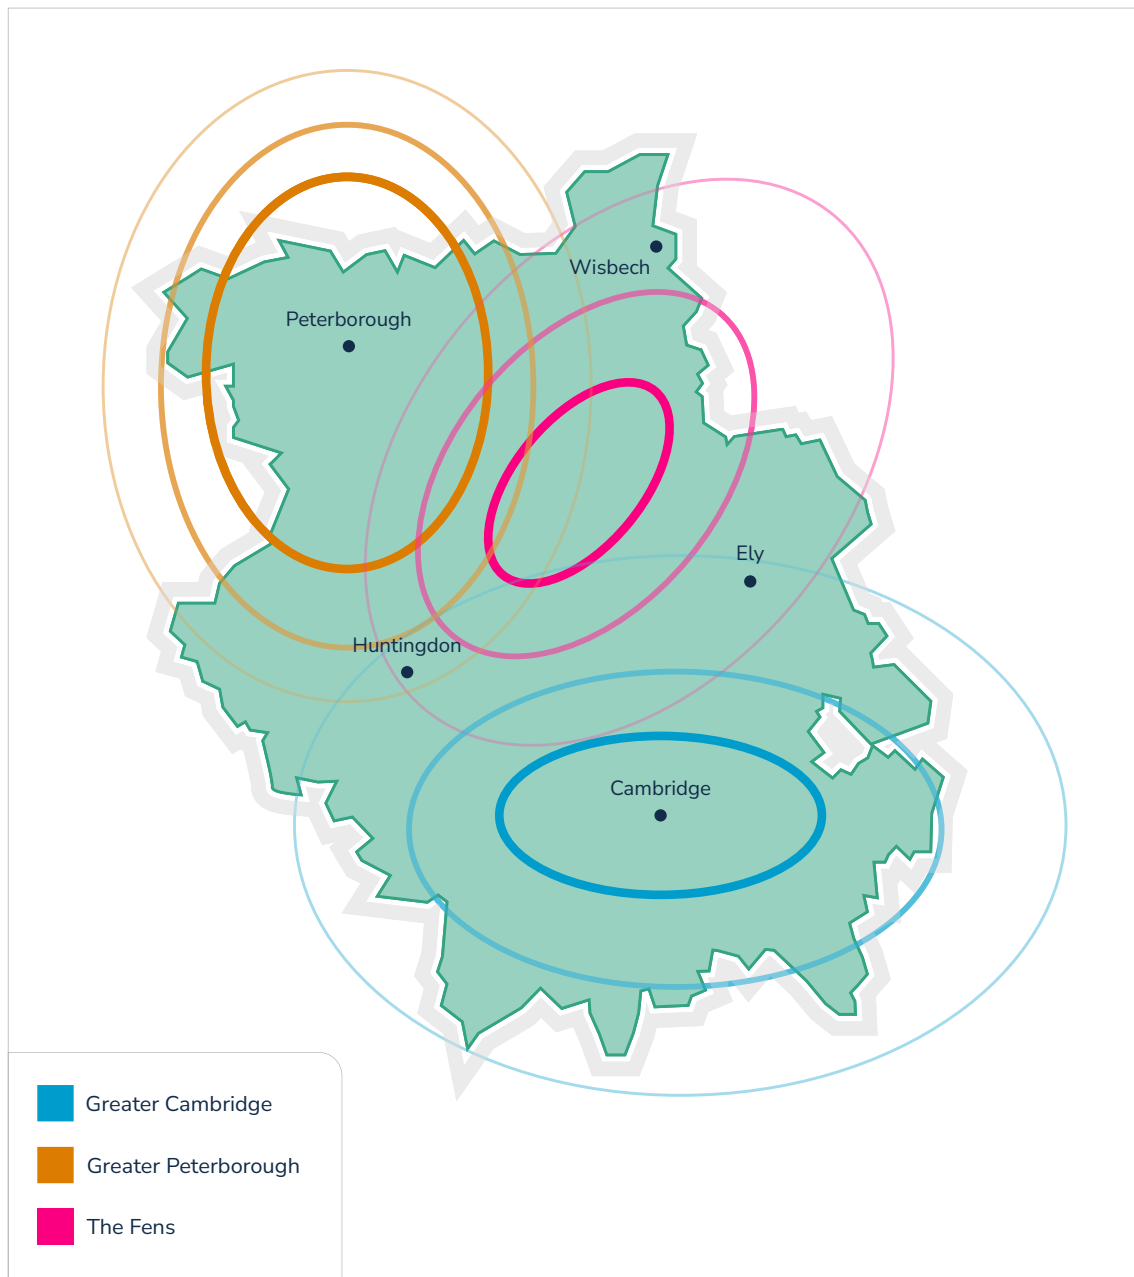 Wisbech
Peterborough
Ely
Huntingdon
Cambridge
Greater Cambridge
Greater Peterborough
The Fens